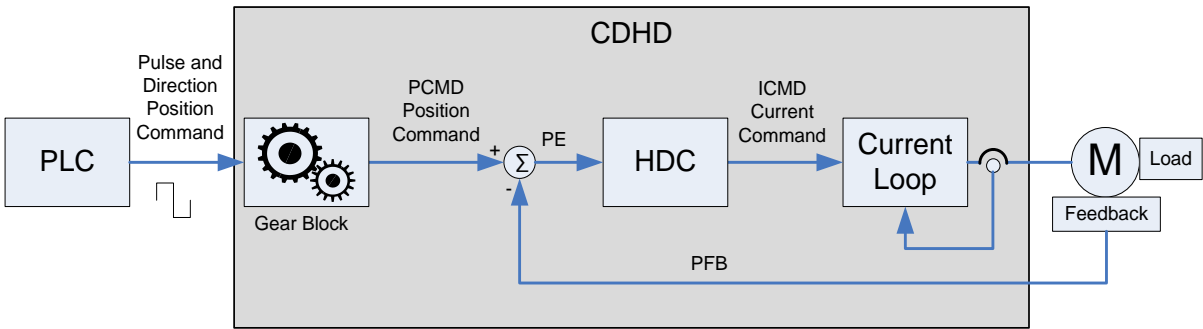 CDHD
Pulse and
Direction
Position
Command
PLC
Gear Block
PCMD
Position
Command
+
Σ
-
PE
HDC
ICMD
Current
Command
Current
Loop
M
Load
Feedback
PFB